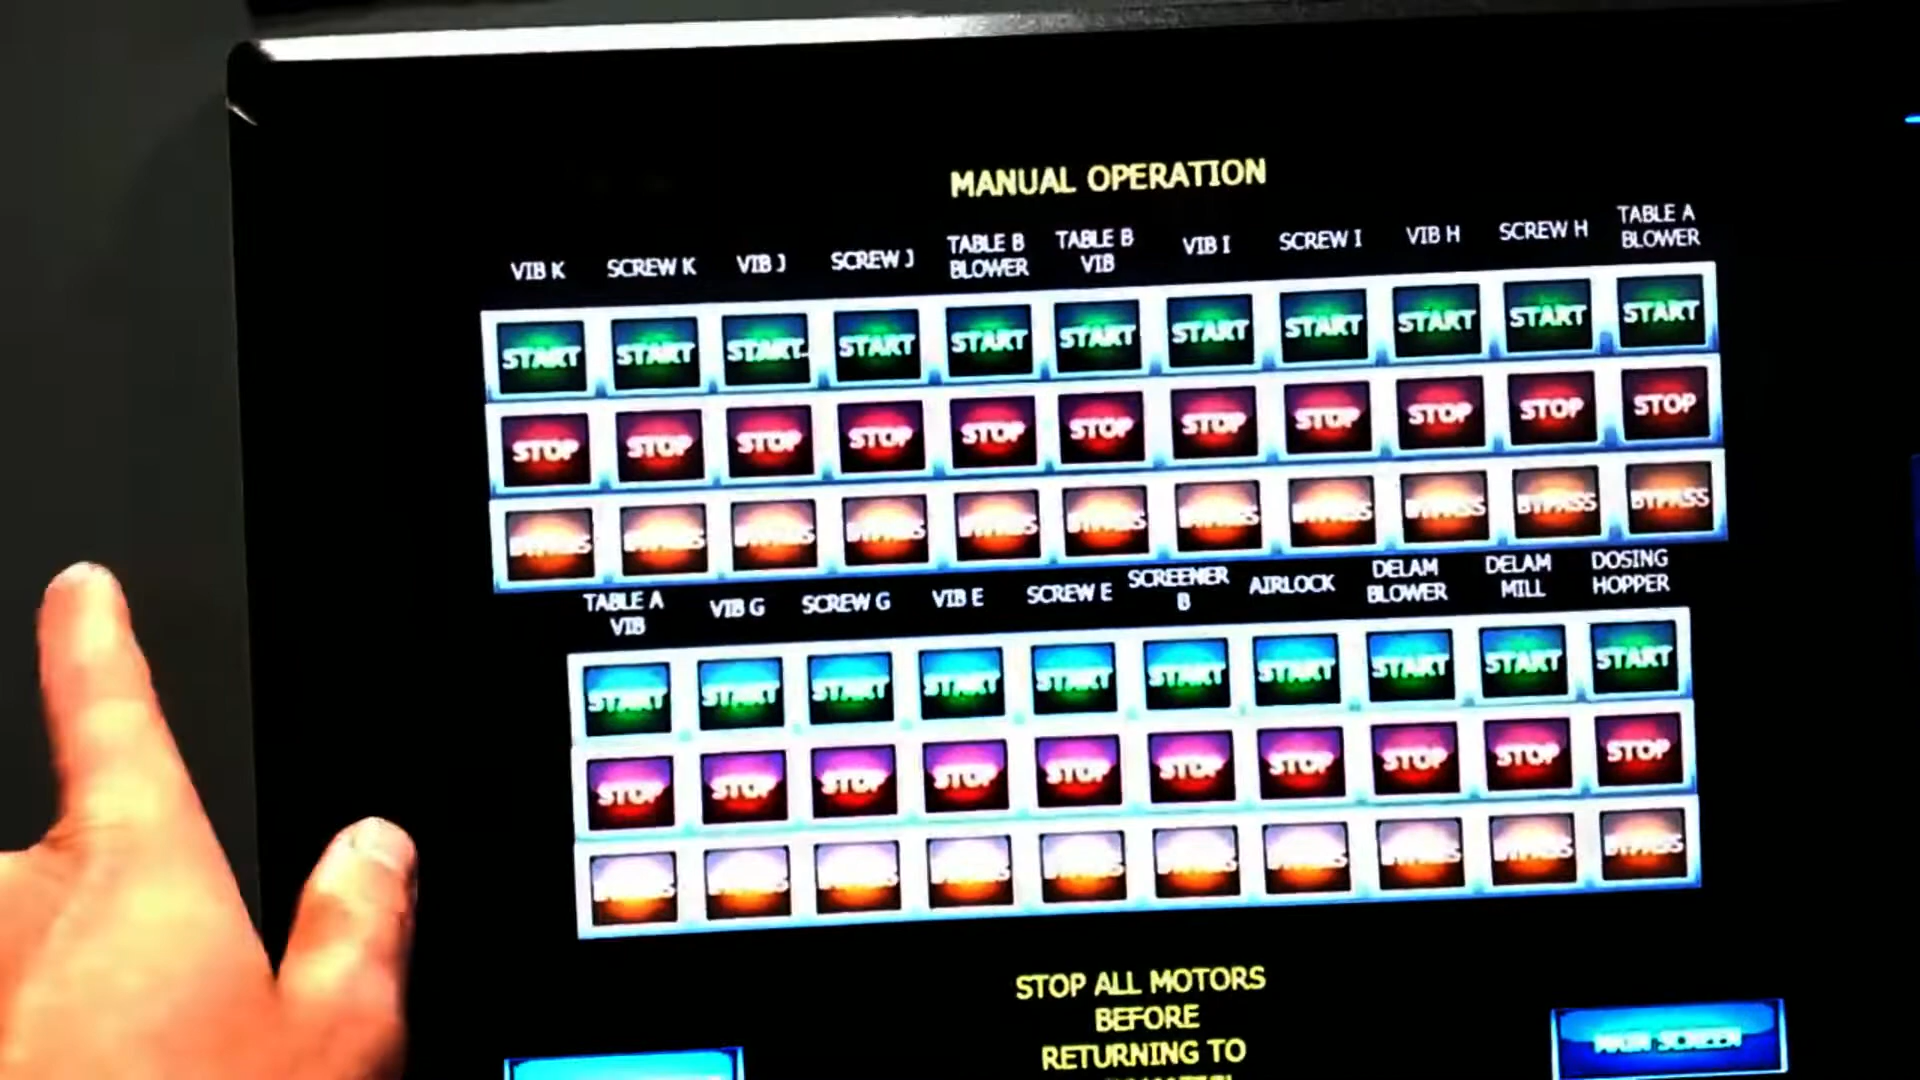 MANUAL OPERATION
VIB K SCREW K VIB J SCREW J TABLE B BLOWER TABLE B VIB VIB I SCREW I VIB H SCREW H TABLE A BLOWER
START START START START START START START START START START START
STOP STOP STOP STOP STOP STOP STOP STOP STOP STOP STOP
BYPASS BYPASS BYPASS BYPASS BYPASS BYPASS BYPASS BYPASS BYPASS BYPASS BYPASS
TABLE A VIB VIB G SCREW G VIB E SCREW E SCREENER B AIRLOCK DELAM BLOWER DELAM MILL DOSING HOPPER
START START START START START START START START START START
STOP STOP STOP STOP STOP STOP STOP STOP STOP STOP
BYPASS BYPASS BYPASS BYPASS BYPASS BYPASS BYPASS BYPASS BYPASS BYPASS
STOP ALL MOTORS
BEFORE
RETURNING TO
MAIN SCREEN